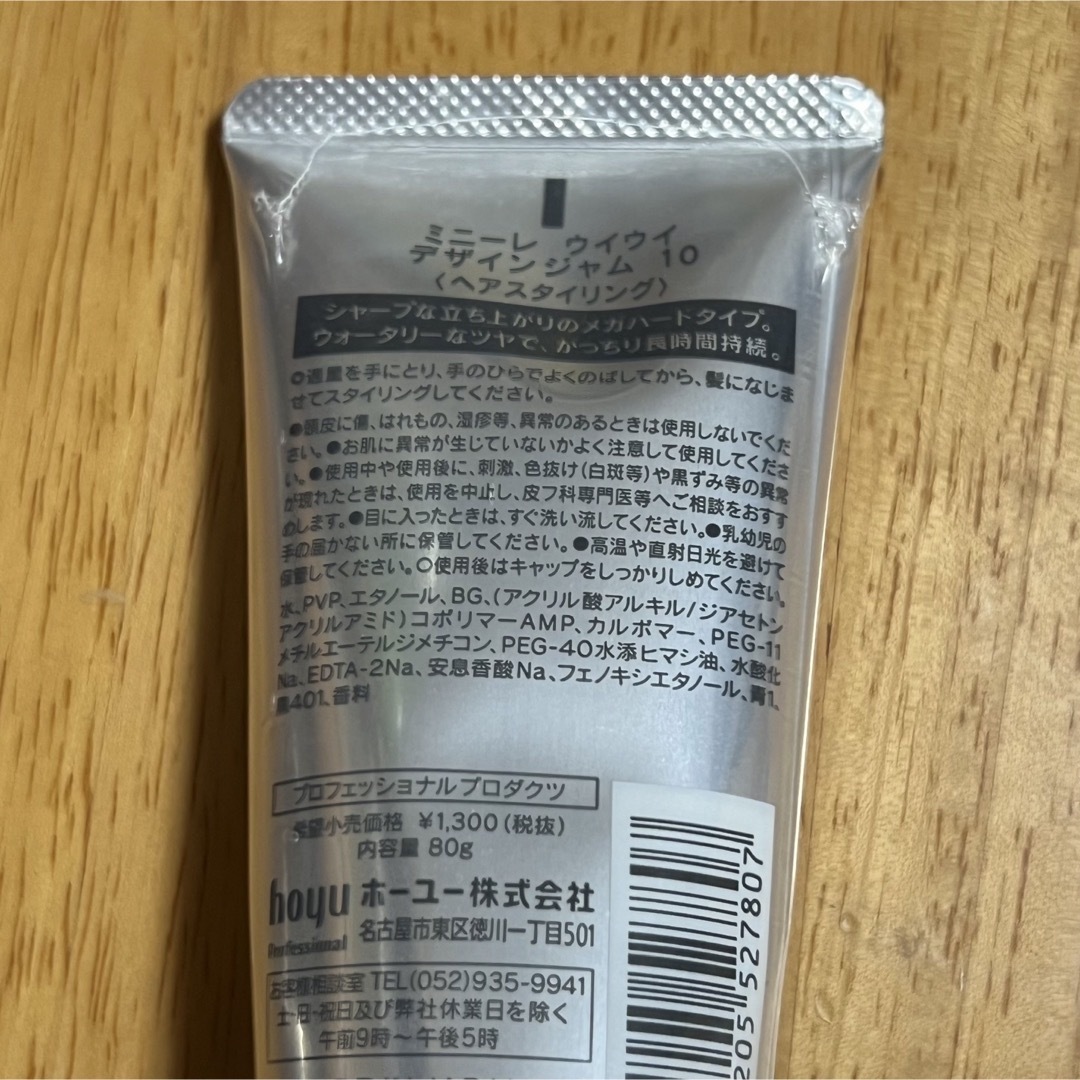 ミニーレ ウイウイ
デザインジャム 10
〈ヘアスタイリング〉
シャープな立ち上がりのメガハードタイプ。
ウォータリーなツヤで、がっちり長時間持続。
○適量を手にとり、手のひらでよくのばしてから、髪になじま
せてスタイリングしてください。
●頭皮に傷、はれもの、湿疹等、異常のあるときは使用しないでくだ
さい。●お肌に異常が生じていないかよく注意して使用してくださ
い。●使用中や使用後に、刺激、色抜け(白斑等)や黒ずみ等の異常
が現れたときは、使用を中止し、皮フ科専門医等へご相談をおすす
めします。●目に入ったときは、すぐ洗い流してください。●乳幼児の
手の届かない所に保管してください。●高温や直射日光を避けて
保管してください。○使用後はキャップをしっかりしめてください。
水、PVP、エタノール、BG、(アクリル酸アルキル/ジアセトン
アクリルアミド)コポリマーAMP、カルボマー、PEG-11
メチルエーテルジメチコン、PEG-40水添ヒマシ油、水酸化
Na、EDTA-2Na、安息香酸Na、フェノキシエタノール、青1、
黒401、香料
プロフェッショナルプロダクツ
希望小売価格 ¥1,300(税抜)
内容量 80g
hoyu ホーユー株式会社
Professional 名古屋市東区徳川一丁目501
お客様相談室 TEL(052)935-9941
土・日・祝日及び弊社休業日を除く
午前9時〜午後5時
205 527807